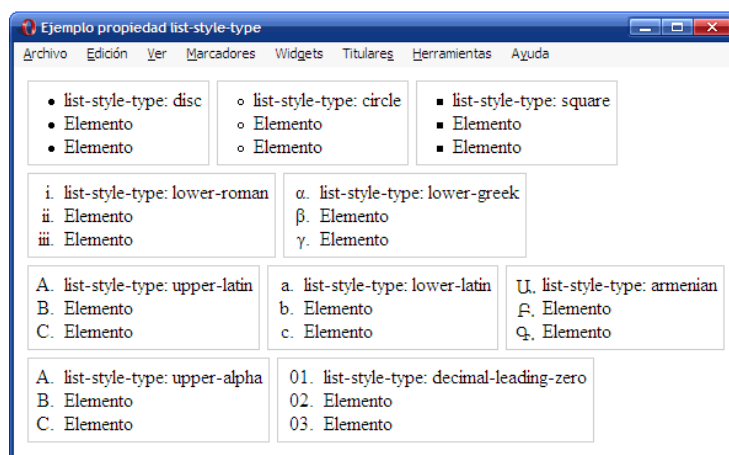 Ejemplo propiedad list-style-type
Archivo Edición Ver Marcadores Widgets Titulares Herramientas Ayuda
• list-style-type: disc
• Elemento
• Elemento
◦ list-style-type: circle
◦ Elemento
◦ Elemento
▪ list-style-type: square
▪ Elemento
▪ Elemento
i. list-style-type: lower-roman
ii. Elemento
iii. Elemento
α. list-style-type: lower-greek
β. Elemento
γ. Elemento
A. list-style-type: upper-latin
B. Elemento
C. Elemento
a. list-style-type: lower-latin
b. Elemento
c. Elemento
Ա. list-style-type: armenian
Բ. Elemento
Գ. Elemento
A. list-style-type: upper-alpha
B. Elemento
C. Elemento
01. list-style-type: decimal-leading-zero
02. Elemento
03. Elemento